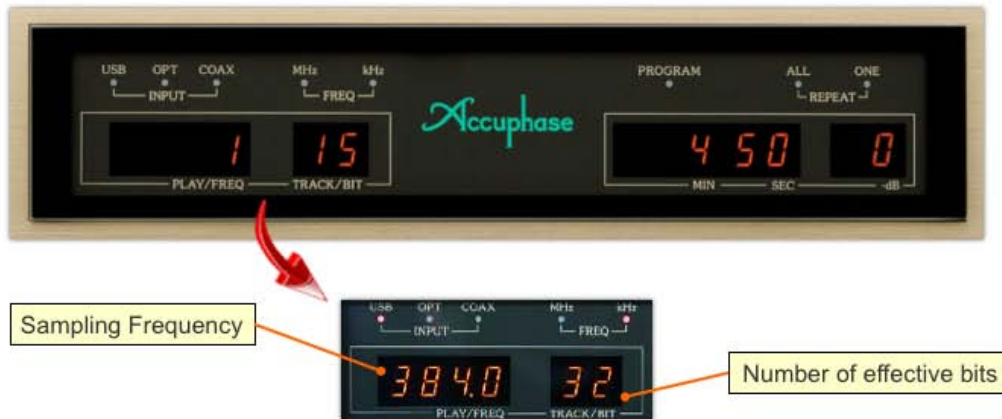 USB OPT COAX MHz kHz PROGRAM ALL ONE
INPUT FREQ REPEAT
Accuphase
1 15 4 50 0
PLAY/FREQ TRACK/BIT MIN SEC -dB
USB OPT COAX MHz kHz
INPUT FREQ
Sampling Frequency
384.0 32
Number of effective bits
PLAY/FREQ TRACK/BIT